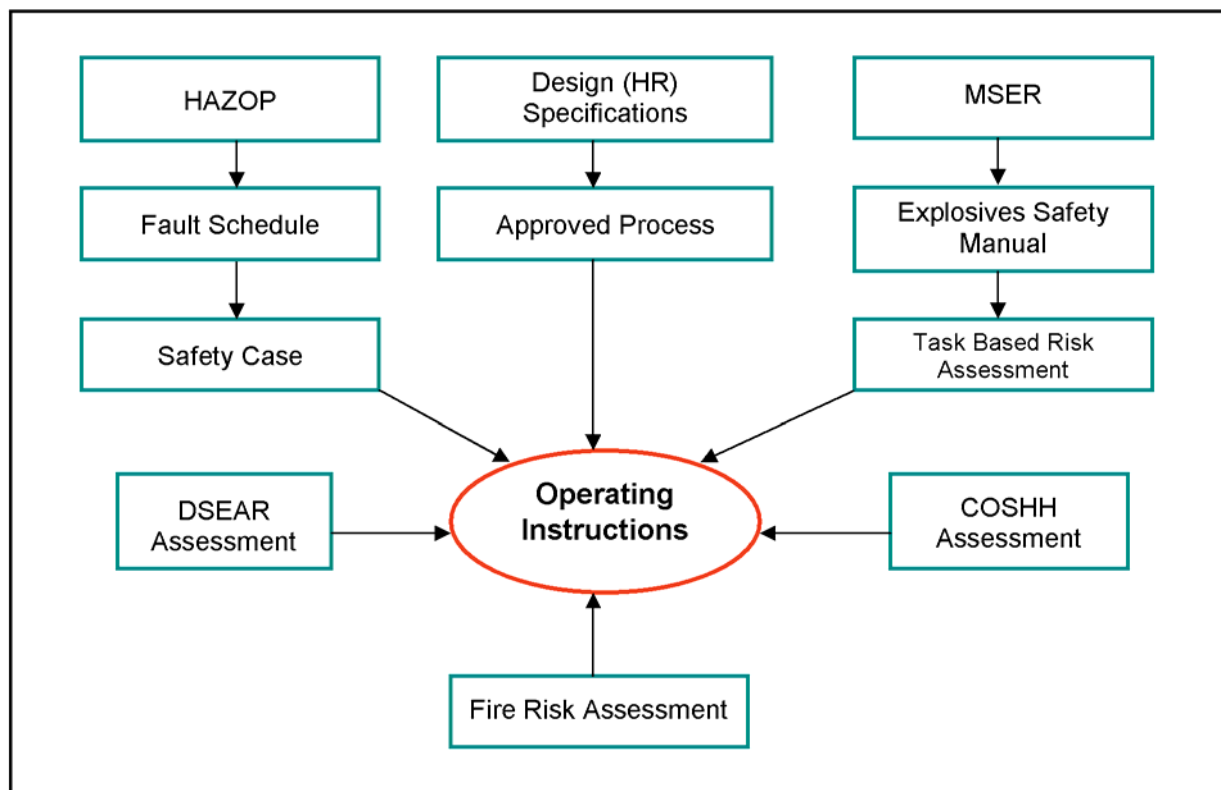 HAZOP
Design (HR)
Specifications
MSER
Fault Schedule
Approved Process
Explosives Safety
Manual
Safety Case
Task Based Risk
Assessment
DSEAR
Assessment
Operating
Instructions
COSHH
Assessment
Fire Risk Assessment